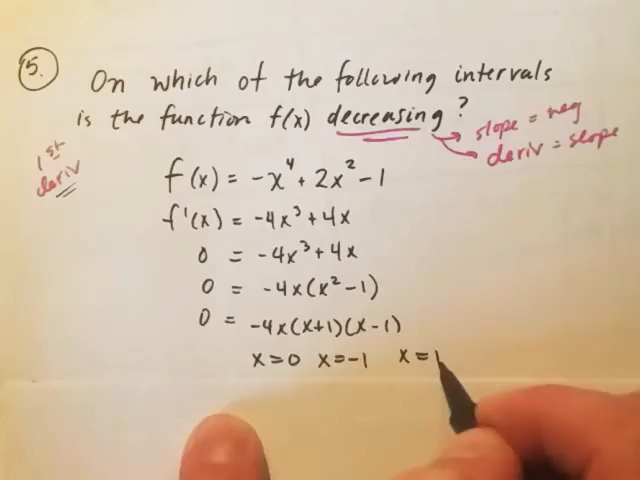 5. On which of the following intervals
is the function f(x) decreasing?
slope = neg
deriv = slope
1st
deriv
f(x) = -x⁴ + 2x² - 1
f'(x) = -4x³ + 4x
0 = -4x³ + 4x
0 = -4x(x² - 1)
0 = -4x(x+1)(x-1)
x=0 x=-1 x=1